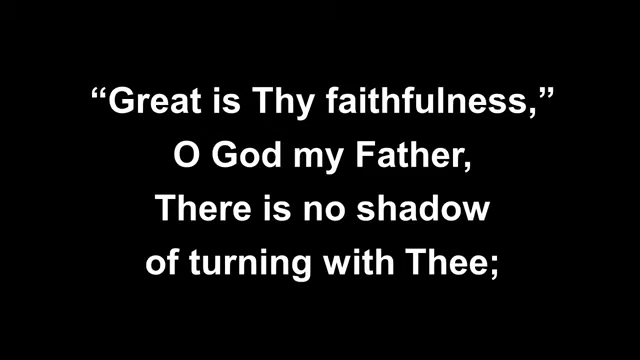 “Great is Thy faithfulness,”
O God my Father,
There is no shadow
of turning with Thee;